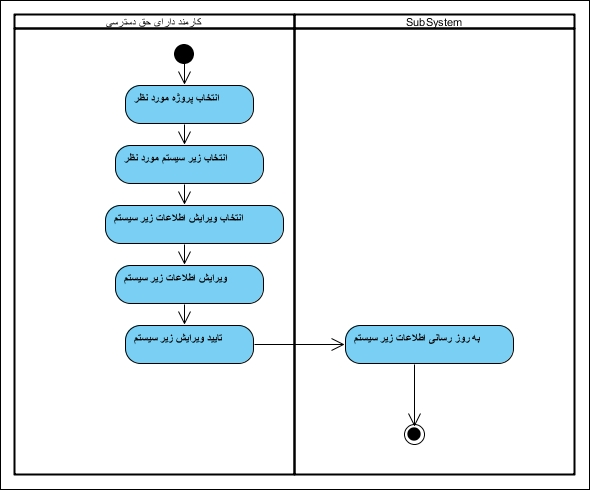 کارمند دارای حق دسترسی
SubSystem
انتخاب پروژه مورد نظر
انتخاب زیر سیستم مورد نظر
انتخاب ویرایش اطلاعات زیر سیستم
ویرایش اطلاعات زیر سیستم
تایید ویرایش زیر سیستم
به روز رسانی اطلاعات زیر سیستم